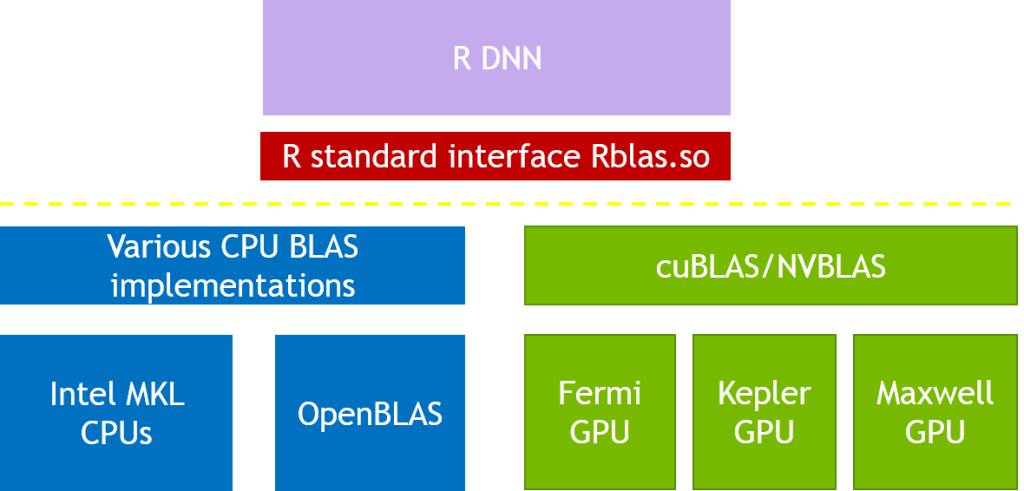 R DNN
R standard interface Rblas.so
Various CPU BLAS
implementations
cuBLAS/NVBLAS
Intel MKL
CPUs
OpenBLAS
Fermi
GPU
Kepler
GPU
Maxwell
GPU